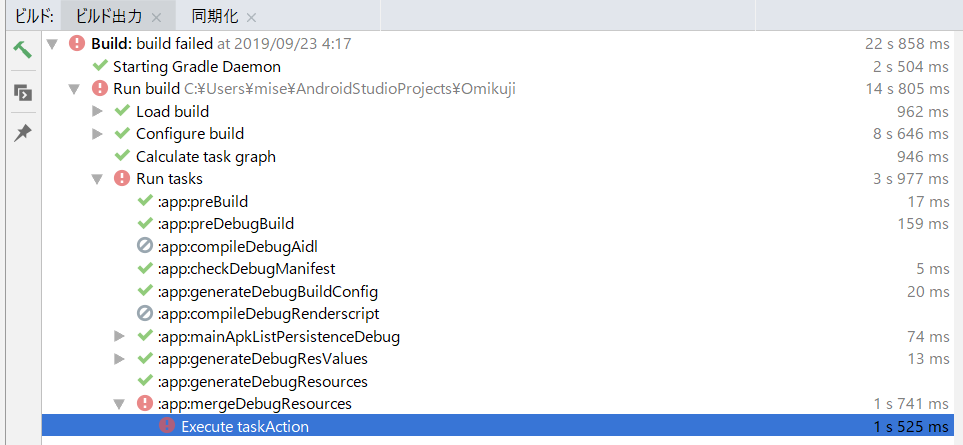 ビルド: ビルド出力 × 同期化 ×
Build: build failed at 2019/09/23 4:17 22 s 858 ms
Starting Gradle Daemon 2 s 504 ms
Run build C:¥Users¥mise¥AndroidStudioProjects¥Omikuji 14 s 805 ms
Load build 962 ms
Configure build 8 s 646 ms
Calculate task graph 946 ms
Run tasks 3 s 977 ms
:app:preBuild 17 ms
:app:preDebugBuild 159 ms
:app:compileDebugAidl
:app:checkDebugManifest 5 ms
:app:generateDebugBuildConfig 20 ms
:app:compileDebugRenderscript
:app:mainApkListPersistenceDebug 74 ms
:app:generateDebugResValues 13 ms
:app:generateDebugResources
:app:mergeDebugResources 1 s 741 ms
Execute taskAction 1 s 525 ms